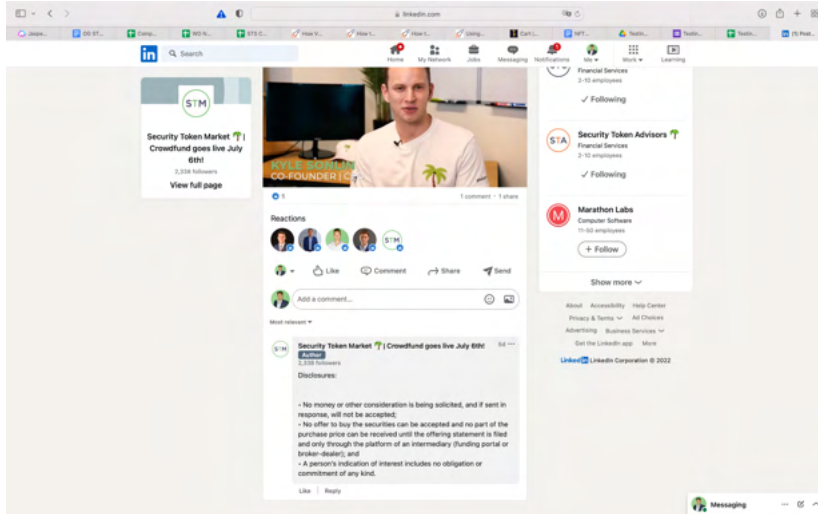 linkedin.com
in
Search
Home
My Network
Jobs
Messaging
Notifications
Me
Work
Learning
STM
Security Token Market
Crowdfund goes live July
6th!
2,338 followers
View full page
CO-FOUNDER | C
5
1 comment · 1 share
Reactions
STM
Like
Comment
Share
Send
Add a comment...
Most relevant
STM
Security Token Market | Crowdfund goes live July 6th!
5d
Author
2,338 followers
Disclosures:
• No money or other consideration is being solicited, and if sent in
response, will not be accepted;
• No offer to buy the securities can be accepted and no part of the
purchase price can be received until the offering statement is filed
and only through the platform of an intermediary (funding portal or
broker-dealer); and
• A person's indication of interest includes no obligation or
commitment of any kind.
Like | Reply
Financial Services
2-10 employees
✓ Following
STA
Security Token Advisors
Financial Services
2-10 employees
✓ Following
M
Marathon Labs
Computer Software
11-50 employees
+ Follow
Show more
About Accessibility Help Center
Privacy & Terms Ad Choices
Advertising Business Services
Get the LinkedIn app More
LinkedIn LinkedIn Corporation © 2022
Messaging